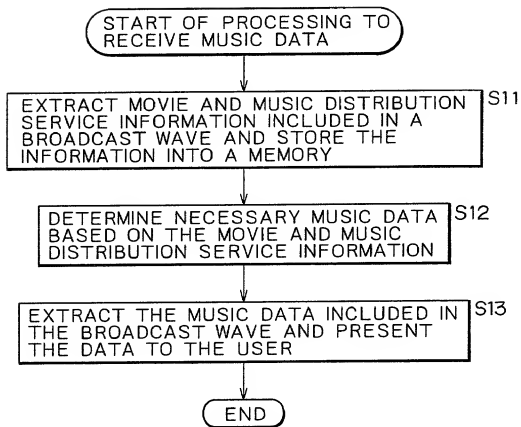 START OF PROCESSING TO
RECEIVE MUSIC DATA
S11
EXTRACT MOVIE AND MUSIC DISTRIBUTION
SERVICE INFORMATION INCLUDED IN A
BROADCAST WAVE AND STORE THE
INFORMATION INTO A MEMORY
S12
DETERMINE NECESSARY MUSIC DATA
BASED ON THE MOVIE AND MUSIC
DISTRIBUTION SERVICE INFORMATION
S13
EXTRACT THE MUSIC DATA INCLUDED IN
THE BROADCAST WAVE AND PRESENT
THE DATA TO THE USER
END